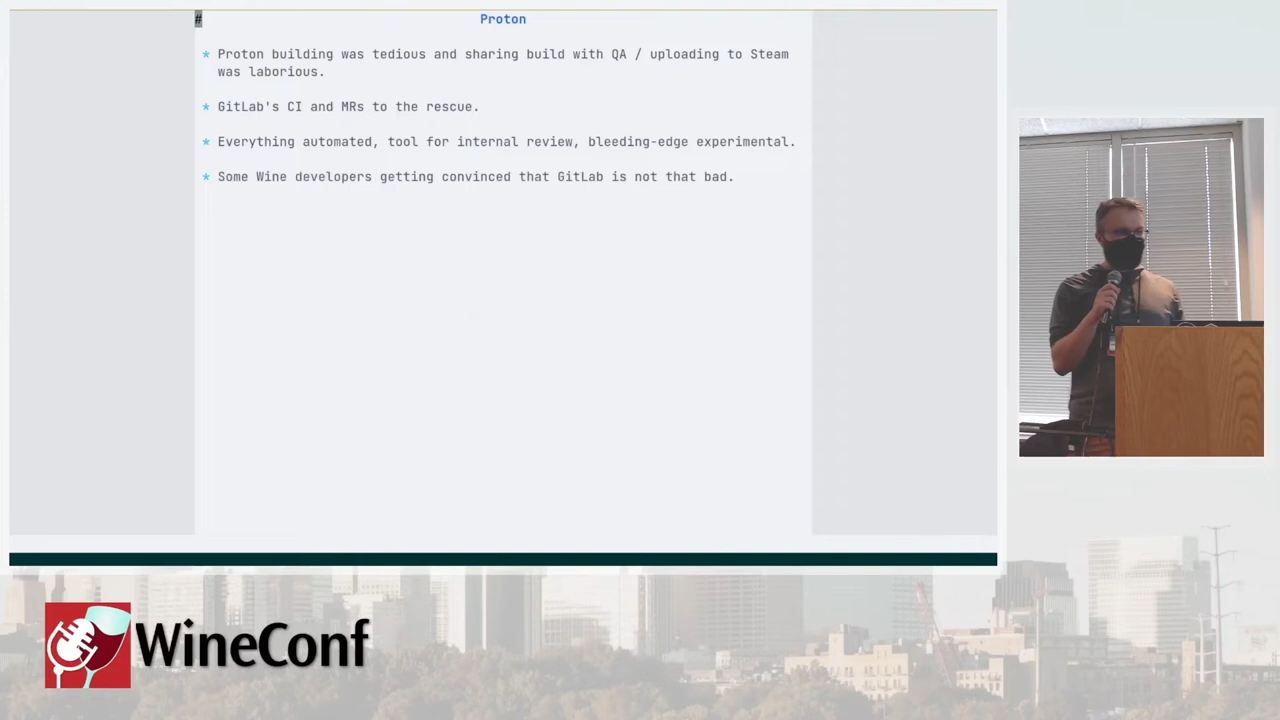 # Proton
* Proton building was tedious and sharing build with QA / uploading to Steam
was laborious.
* GitLab's CI and MRs to the rescue.
* Everything automated, tool for internal review, bleeding-edge experimental.
* Some Wine developers getting convinced that GitLab is not that bad.
WineConf